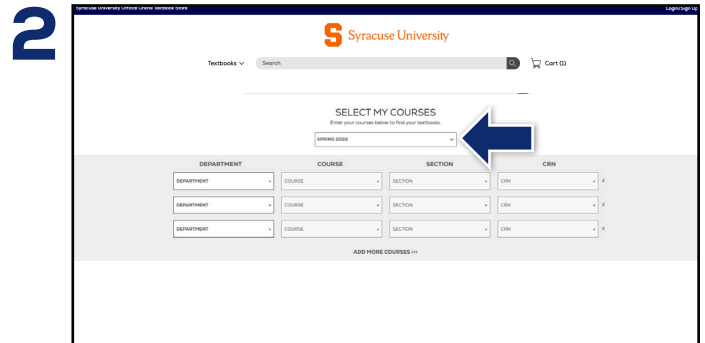 2
Syracuse University Official Online Textbook Store
Login/Sign Up
S Syracuse University
Textbooks Search Cart (1)
SELECT MY COURSES
Enter your courses below to find your textbooks.
SPRING 2022
DEPARTMENT COURSE SECTION CRN
DEPARTMENT COURSE SECTION CRN X
DEPARTMENT COURSE SECTION CRN X
DEPARTMENT COURSE SECTION CRN X
ADD MORE COURSES >>>